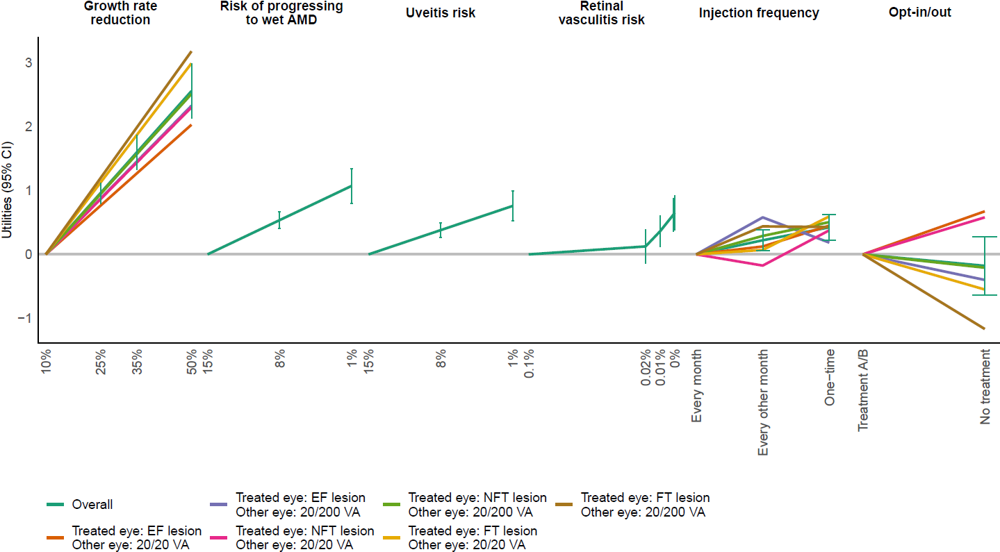 Growth rate
reduction
Risk of progressing
to wet AMD
Uveitis risk
Retinal
vasculitis risk
Injection frequency
Opt-in/out
Utilities (95% CI)
3
2
1
0
−1
10%
25%
35%
50%
15%
8%
1%
15%
8%
1%
0.1%
0.02%
0.01%
0%
Every month
Every other month
One−time
Treatment A/B
No treatment
Overall
Treated eye: EF lesion
Other eye: 20/200 VA
Treated eye: NFT lesion
Other eye: 20/200 VA
Treated eye: FT lesion
Other eye: 20/200 VA
Treated eye: EF lesion
Other eye: 20/20 VA
Treated eye: NFT lesion
Other eye: 20/20 VA
Treated eye: FT lesion
Other eye: 20/20 VA